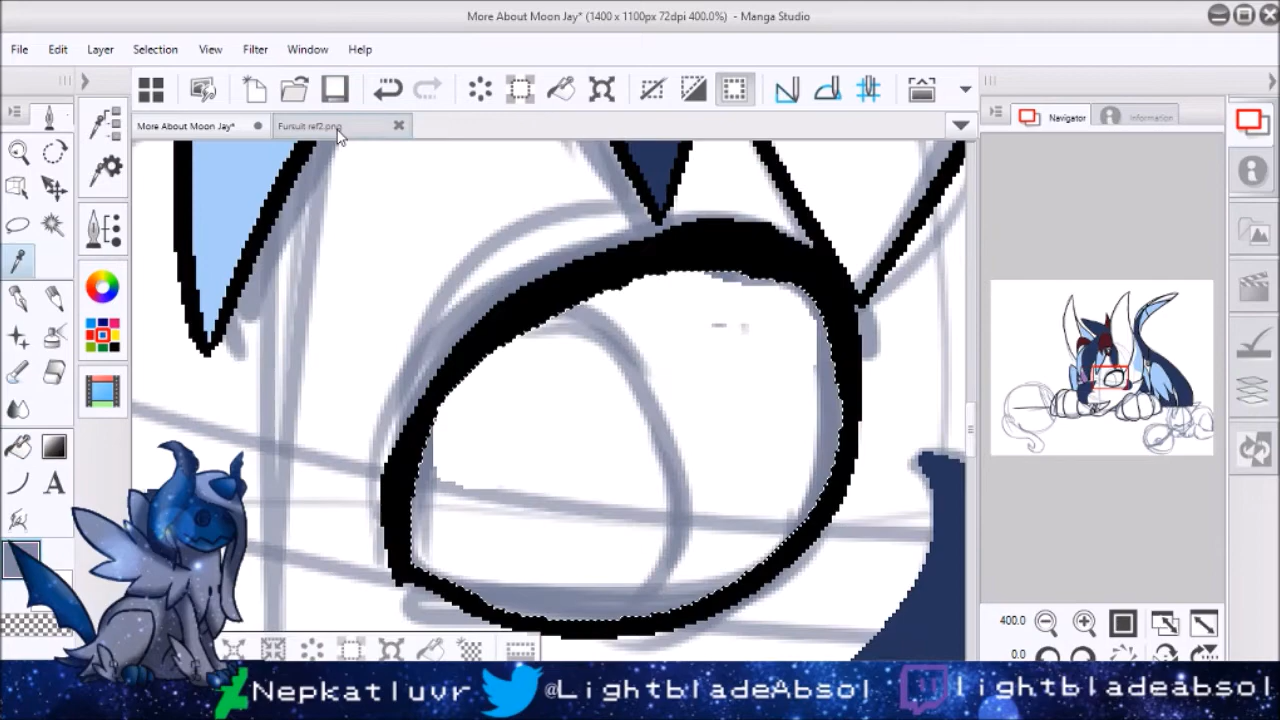 More About Moon Jay* (1400 x 1100px 72dpi 400.0%) - Manga Studio
File Edit Layer Selection View Filter Window Help
More About Moon Jay*
Fursuit ref2.png
Navigator
Information
A
400.0
0.0
Nepkatluvr
@LightbladeAbsol
lightbladeabsol